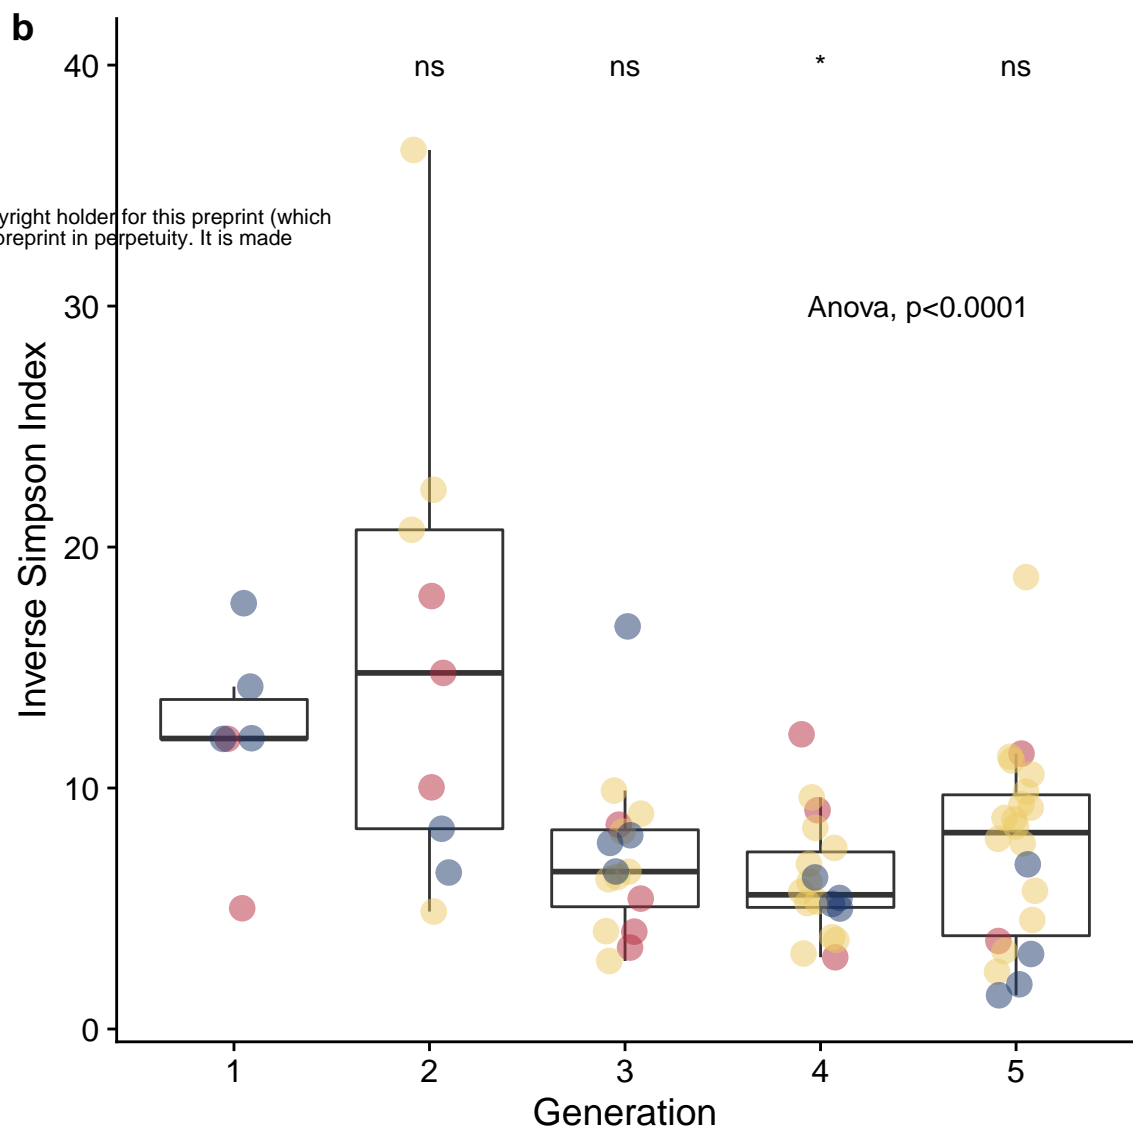 b
40
ns
ns
*
ns
yright holder for this preprint (which
preprint in perpetuity. It is made
30
Anova, p<0.0001
Inverse Simpson Index
20
10
0
1
2
3
4
5
Generation